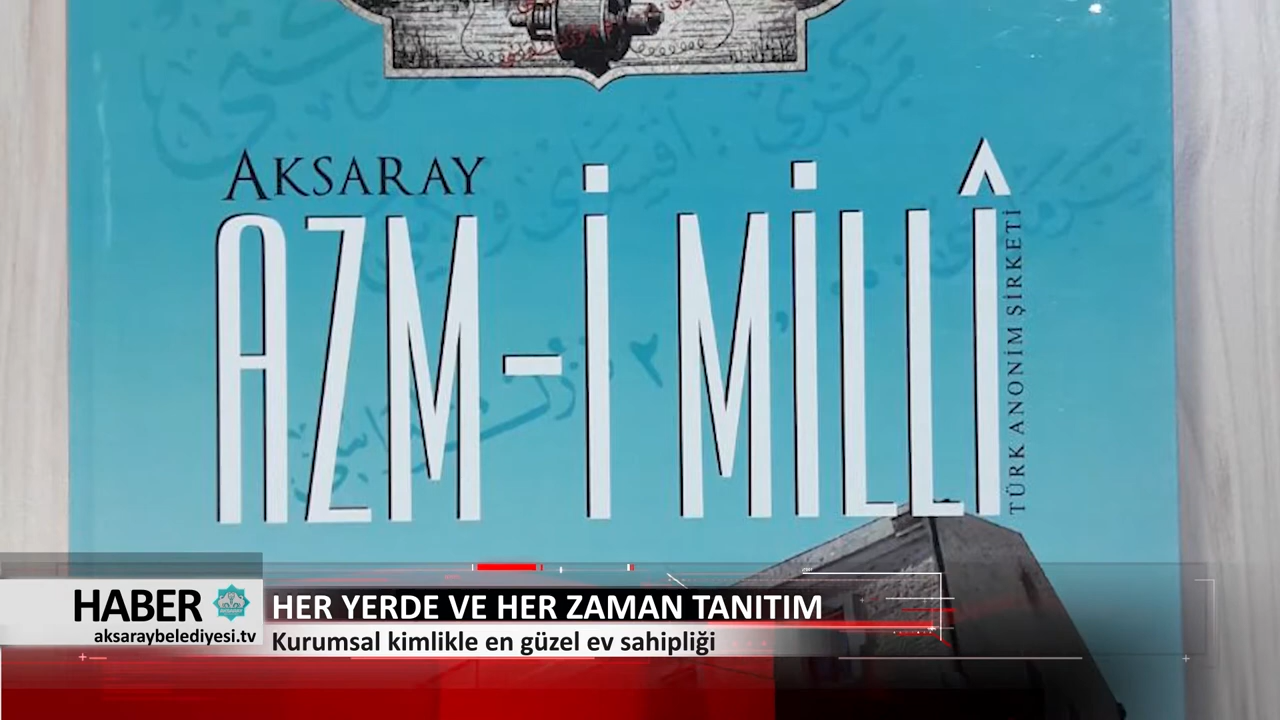 AKSARAY
AZM-İ MİLLÎ
TÜRK ANONİM ŞİRKETİ
HABER
aksaraybelediyesi.tv
HER YERDE VE HER ZAMAN TANITIM
Kurumsal kimlikle en güzel ev sahipliği